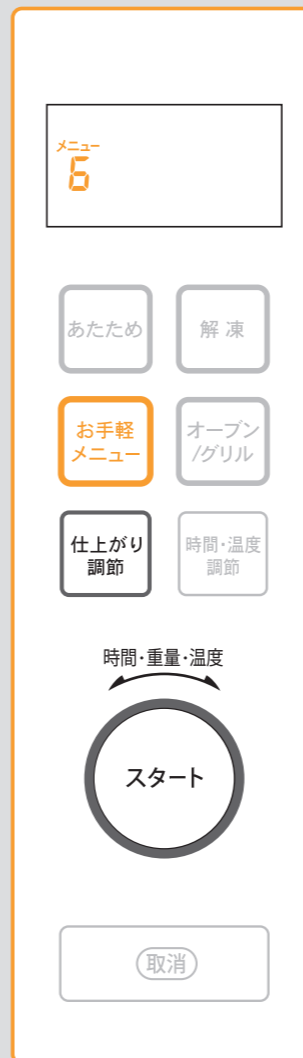 メニュー
6
あたため
解凍
お手軽
メニュー
オーブン
/グリル
仕上がり
調節
時間・温度
調節
時間・重量・温度
スタート
取消